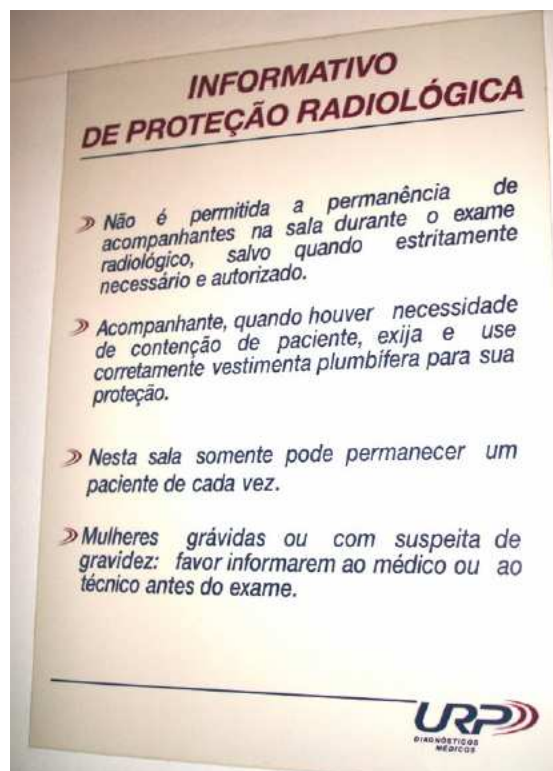 INFORMATIVO
DE PROTEÇÃO RADIOLÓGICA
Não é permitida a permanência de
acompanhantes na sala durante o exame
radiológico, salvo quando estritamente
necessário e autorizado.
Acompanhante, quando houver necessidade
de contenção de paciente, exija e use
corretamente vestimenta plumbífera para sua
proteção.
Nesta sala somente pode permanecer um
paciente de cada vez.
Mulheres grávidas ou com suspeita de
gravidez: favor informarem ao médico ou ao
técnico antes do exame.
URP
DIAGNÓSTICOS
MÉDICOS